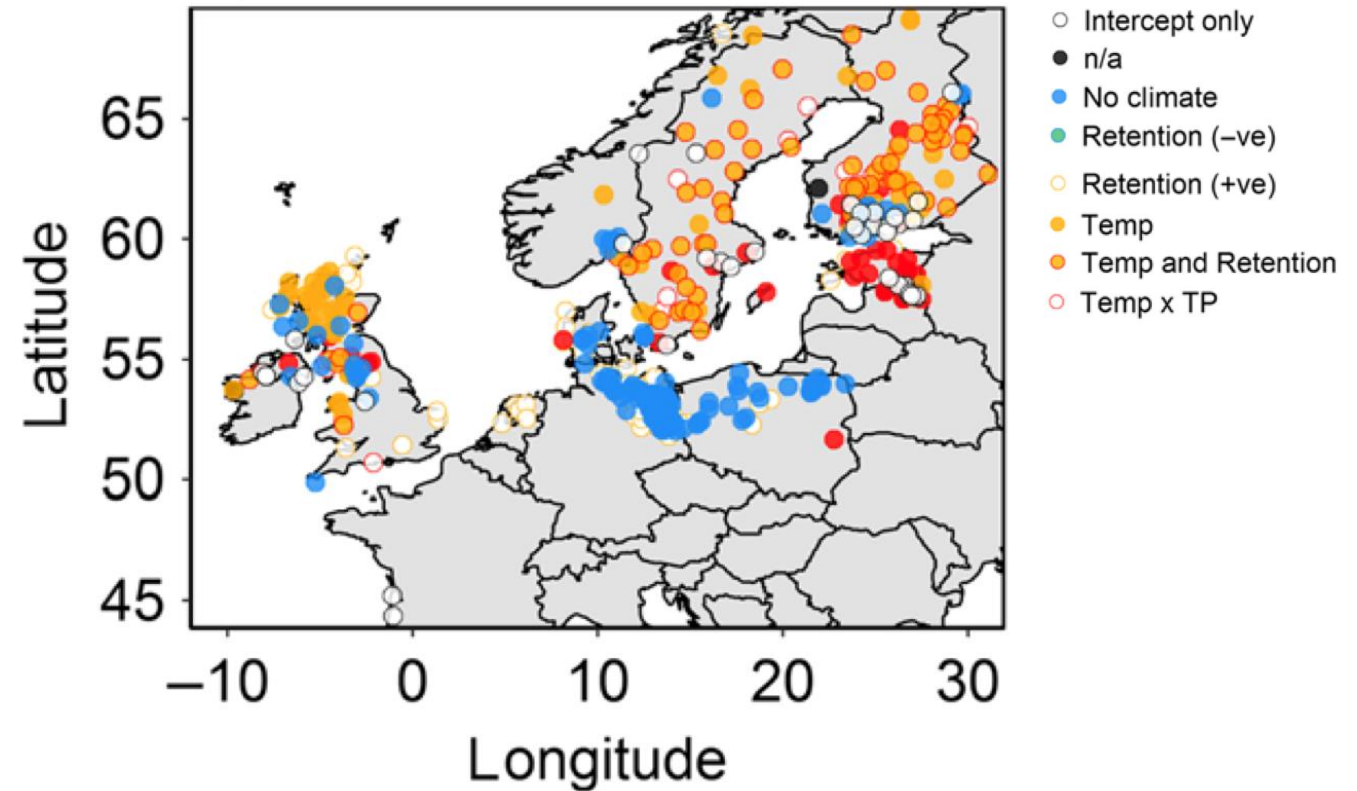 Intercept only
n/a
No climate
Retention (–ve)
Retention (+ve)
Temp
Temp and Retention
Temp x TP
65
60
55
50
45
Latitude
–10 0 10 20 30
Longitude